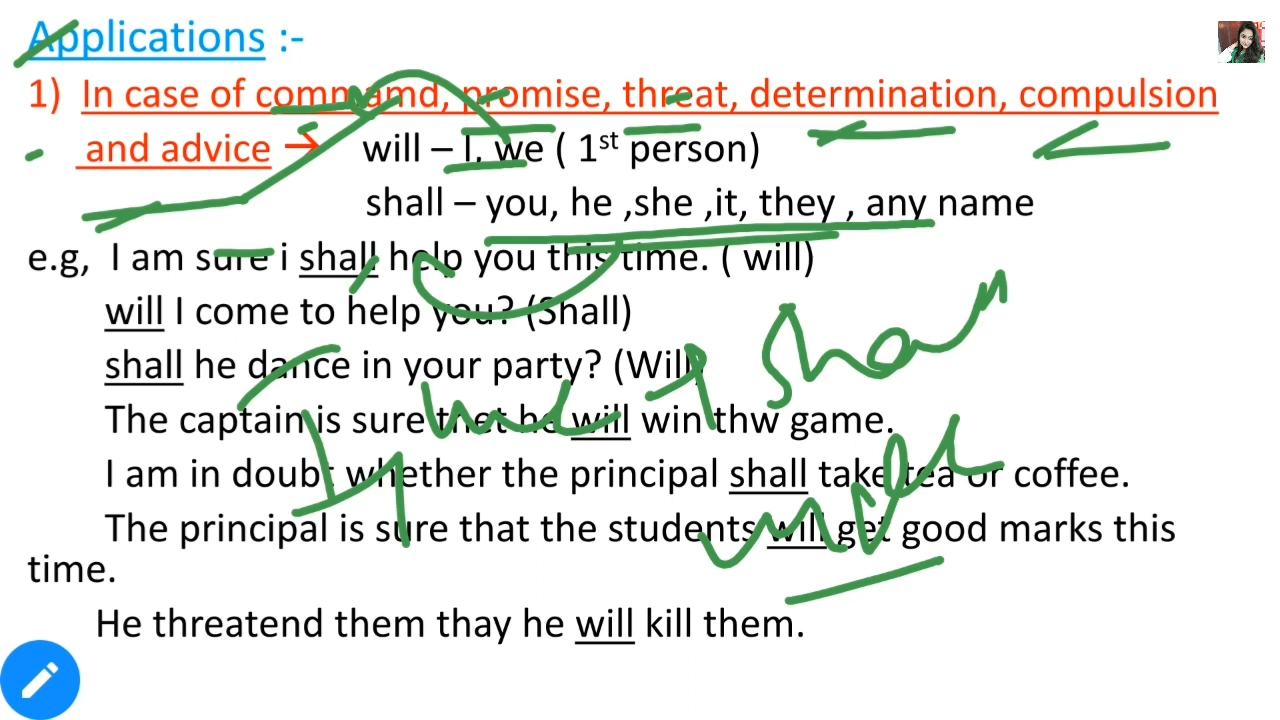 Applications :-
1) In case of commamd, promise, threat, determination, compulsion
and advice → will – I, we ( 1st person)
shall – you, he ,she ,it, they , any name
e.g, I am sure i shall help you this time. ( will)
will I come to help you? (Shall)
shall he dance in your party? (Will)
The captain is sure thet he will win thw game.
I am in doubt whether the principal shall take tea or coffee.
The principal is sure that the students will get good marks this
time.
He threatend them thay he will kill them.